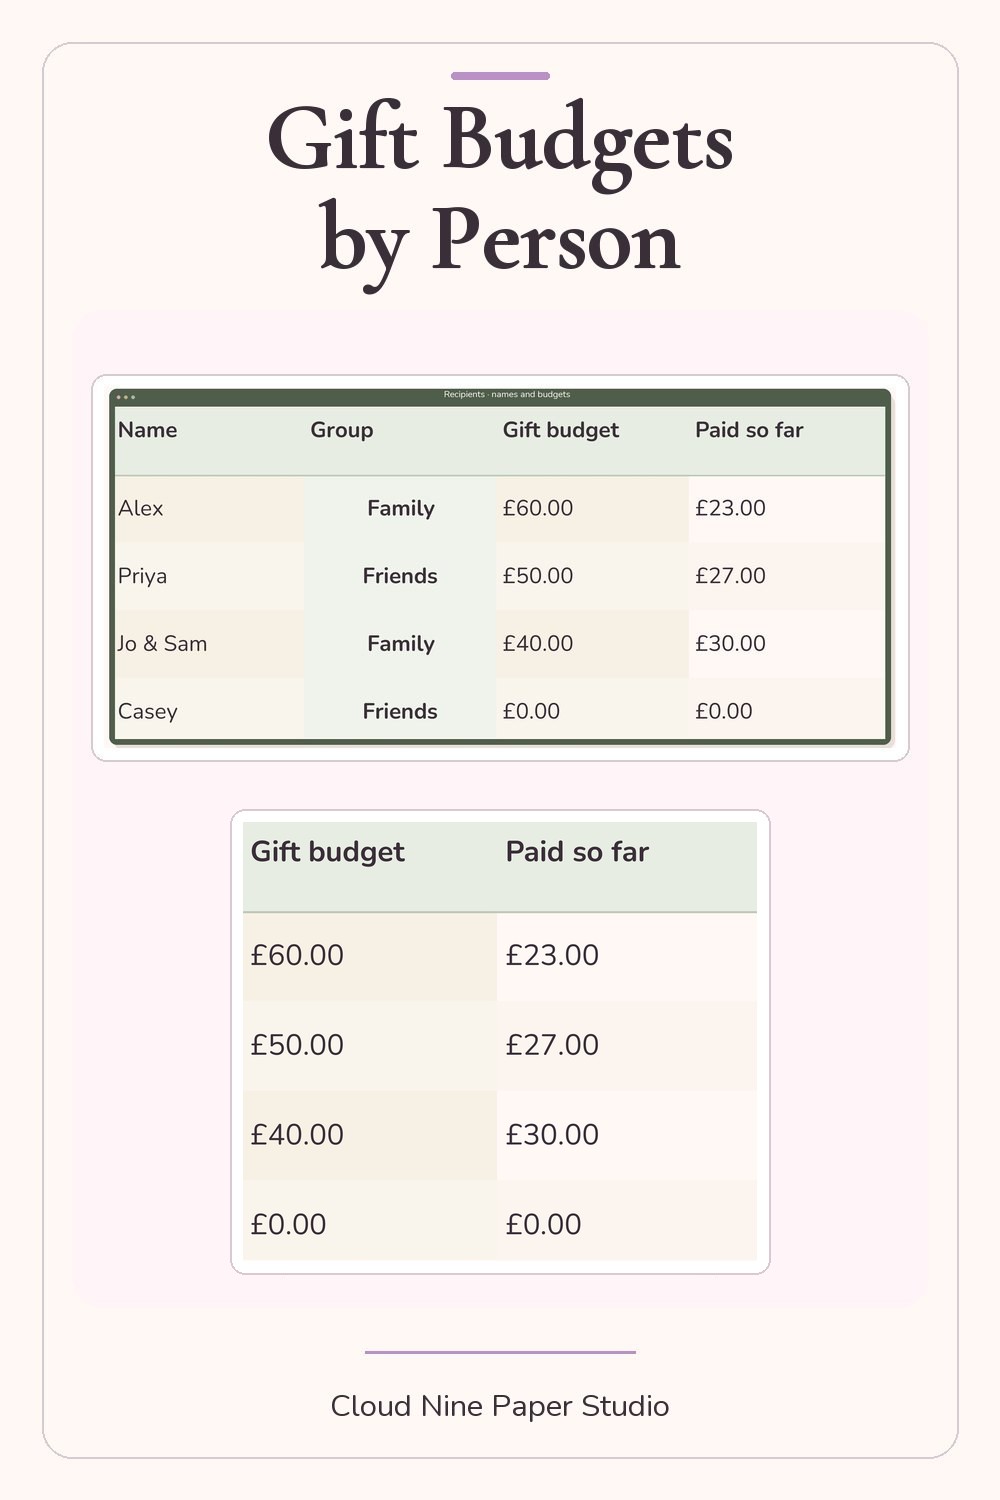 Gift Budgets
by Person
Recipients · names and budgets
Name Group Gift budget Paid so far
Alex Family £60.00 £23.00
Priya Friends £50.00 £27.00
Jo & Sam Family £40.00 £30.00
Casey Friends £0.00 £0.00
Gift budget Paid so far
£60.00 £23.00
£50.00 £27.00
£40.00 £30.00
£0.00 £0.00
Cloud Nine Paper Studio